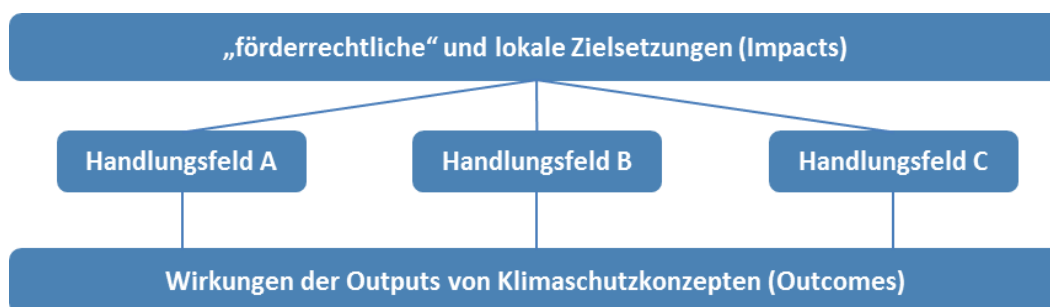 „förderrechtliche“ und lokale Zielsetzungen (Impacts)
Handlungsfeld A
Handlungsfeld B
Handlungsfeld C
Wirkungen der Outputs von Klimaschutzkonzepten (Outcomes)